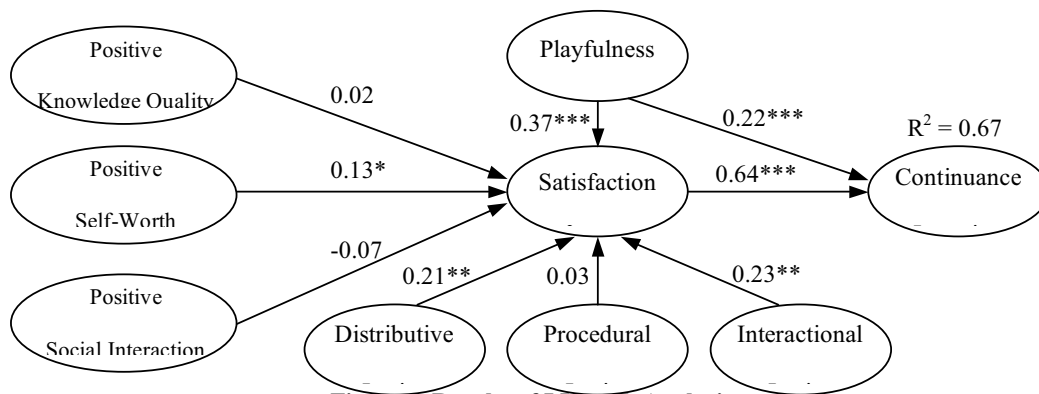 Positive
Knowledge Quality
Playfulness
0.02
0.37***
0.22***
R² = 0.67
Positive
Self-Worth
0.13*
Satisfaction
0.64***
Continuance
-0.07
Positive
Social Interaction
0.21**
0.03
0.23**
Distributive
Procedural
Interactional